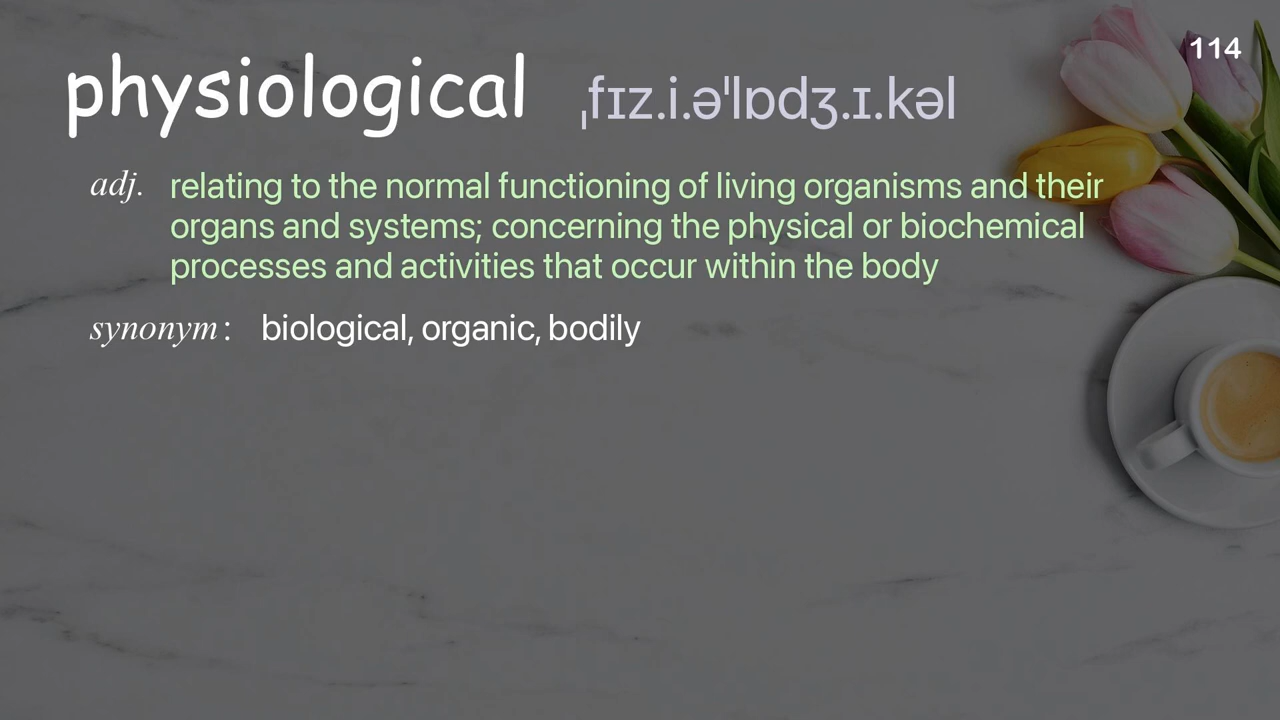 114
physiological ˌfɪz.i.əˈlɒdʒ.ɪ.kəl
adj. relating to the normal functioning of living organisms and their
organs and systems; concerning the physical or biochemical
processes and activities that occur within the body
synonym: biological, organic, bodily